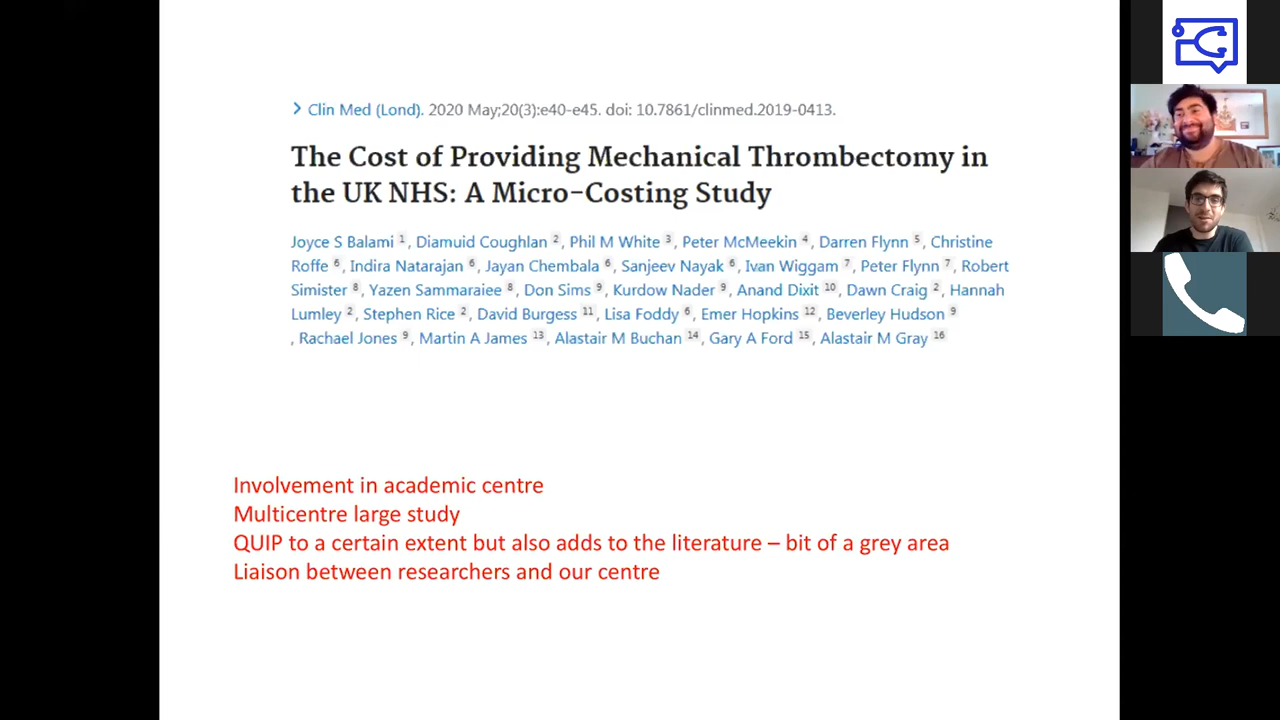 Clin Med (Lond). 2020 May;20(3):e40-e45. doi: 10.7861/clinmed.2019-0413.
The Cost of Providing Mechanical Thrombectomy in
the UK NHS: A Micro-Costing Study
Joyce S Balami 1, Diamuid Coughlan 2, Phil M White 3, Peter McMeekin 4, Darren Flynn 5, Christine
Roffe 6, Indira Natarajan 6, Jayan Chembala 6, Sanjeev Nayak 6, Ivan Wiggam 7, Peter Flynn 7, Robert
Simister 8, Yazen Sammaraiee 8, Don Sims 9, Kurdow Nader 9, Anand Dixit 10, Dawn Craig 2, Hannah
Lumley 2, Stephen Rice 2, David Burgess 11, Lisa Foddy 6, Emer Hopkins 12, Beverley Hudson 9
, Rachael Jones 9, Martin A James 13, Alastair M Buchan 14, Gary A Ford 15, Alastair M Gray 16
Involvement in academic centre
Multicentre large study
QUIP to a certain extent but also adds to the literature – bit of a grey area
Liaison between researchers and our centre